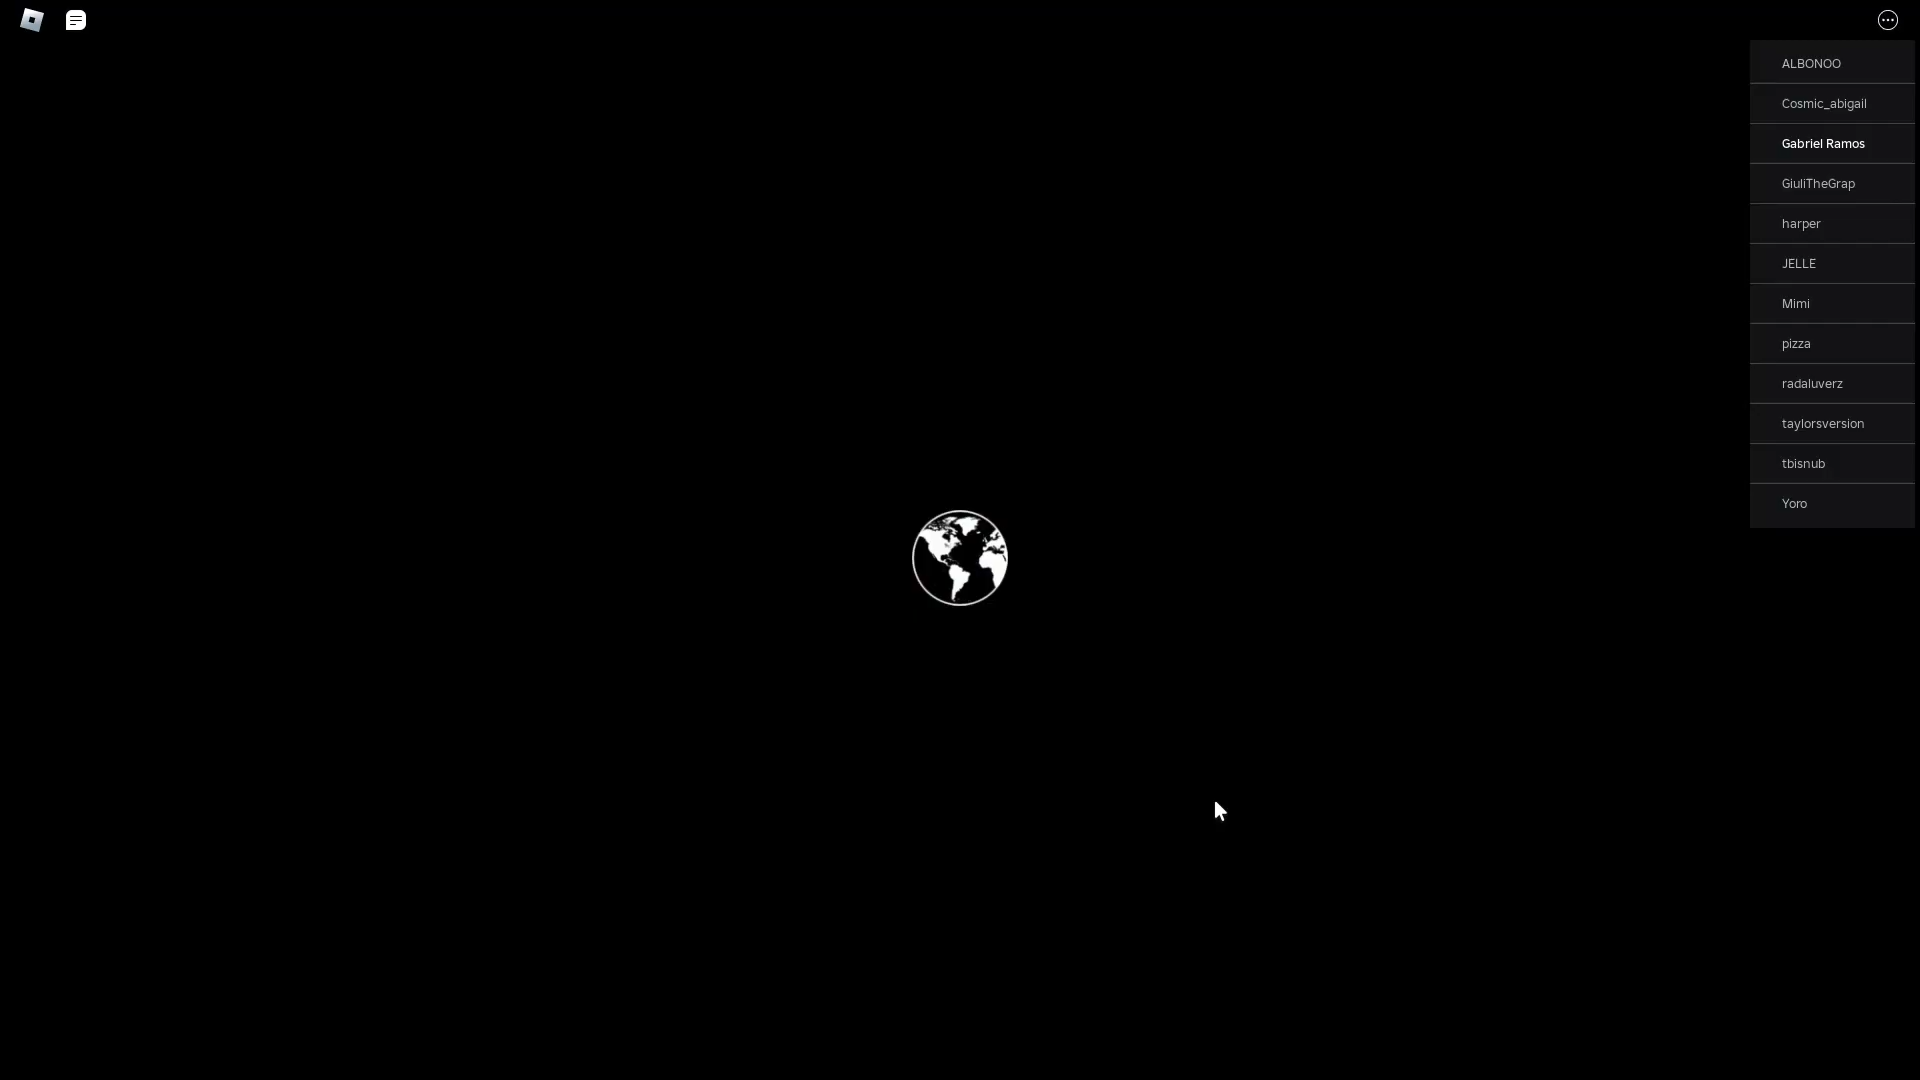 ALBONOO
Cosmic_abigail
Gabriel Ramos
GiuliTheGrap
harper
JELLE
Mimi
pizza
radaluverz
taylorsversion
tbisnub
Yoro